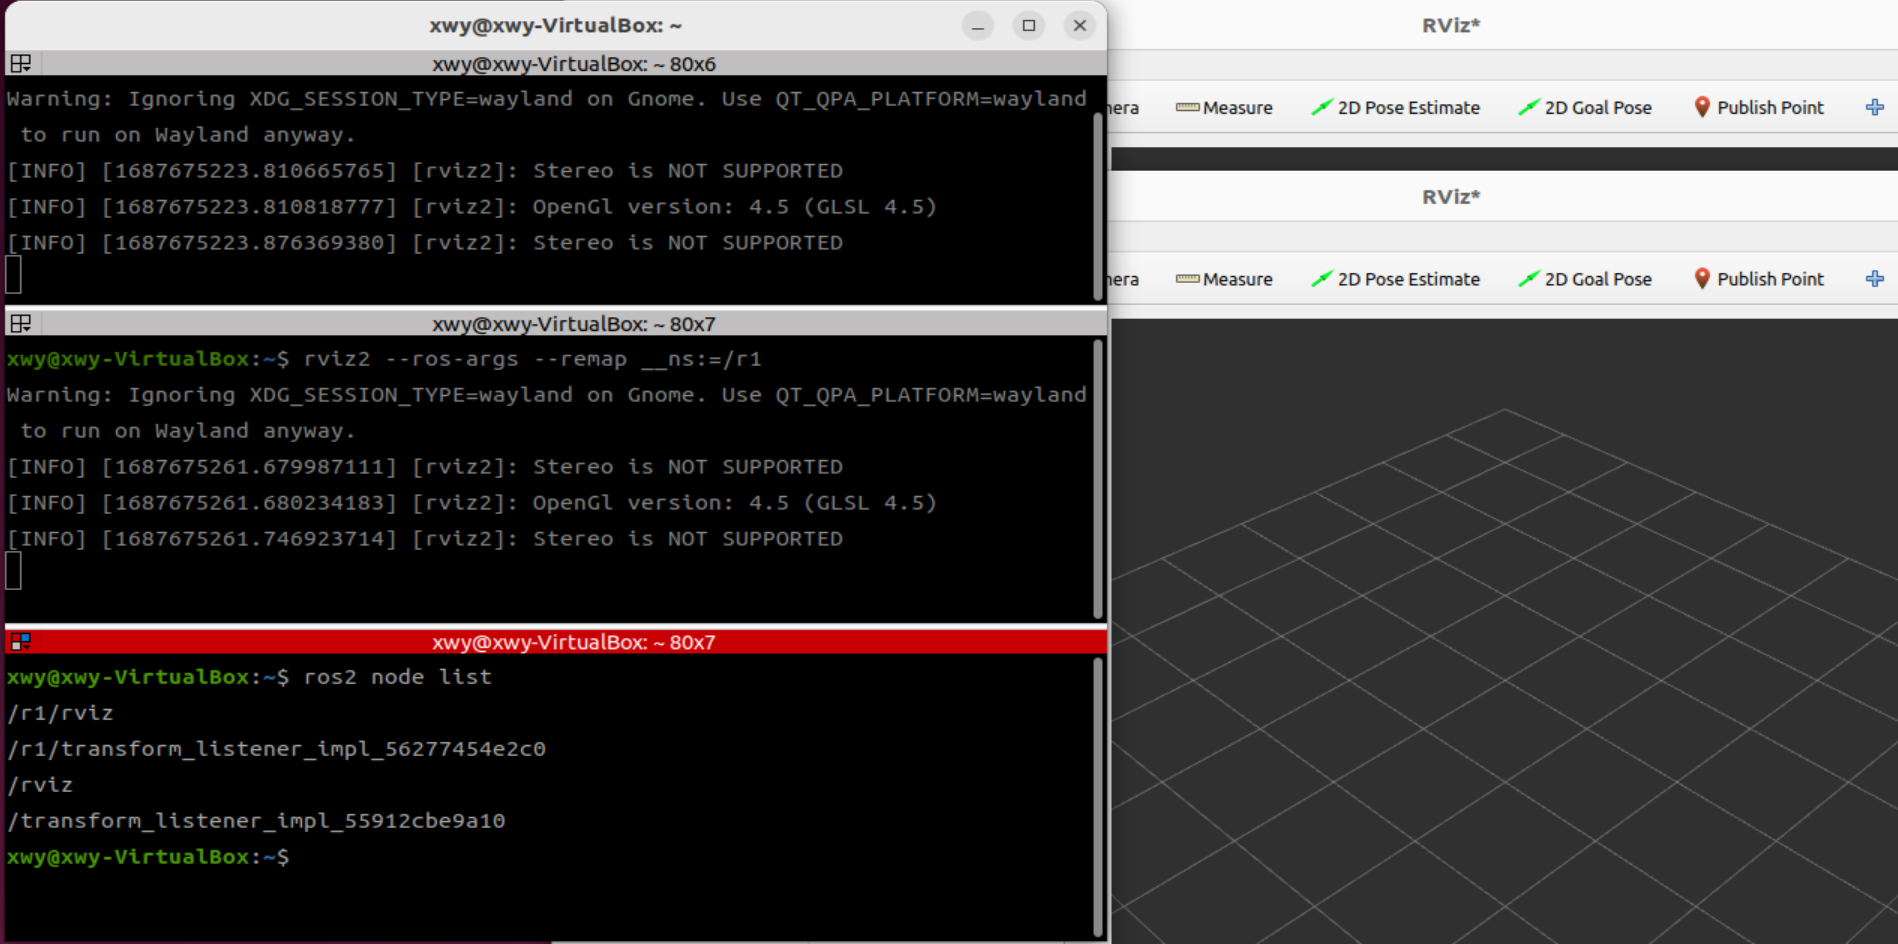 xwy@xwy-VirtualBox: ~
xwy@xwy-VirtualBox: ~ 80x6
Warning: Ignoring XDG_SESSION_TYPE=wayland on Gnome. Use QT_QPA_PLATFORM=wayland
 to run on Wayland anyway.
[INFO] [1687675223.810665765] [rviz2]: Stereo is NOT SUPPORTED
[INFO] [1687675223.810818777] [rviz2]: OpenGl version: 4.5 (GLSL 4.5)
[INFO] [1687675223.876369380] [rviz2]: Stereo is NOT SUPPORTED
xwy@xwy-VirtualBox: ~ 80x7
xwy@xwy-VirtualBox:~$ rviz2 --ros-args --remap __ns:=/r1
Warning: Ignoring XDG_SESSION_TYPE=wayland on Gnome. Use QT_QPA_PLATFORM=wayland
 to run on Wayland anyway.
[INFO] [1687675261.679987111] [rviz2]: Stereo is NOT SUPPORTED
[INFO] [1687675261.680234183] [rviz2]: OpenGl version: 4.5 (GLSL 4.5)
[INFO] [1687675261.746923714] [rviz2]: Stereo is NOT SUPPORTED
xwy@xwy-VirtualBox: ~ 80x7
xwy@xwy-VirtualBox:~$ ros2 node list
/r1/rviz
/r1/transform_listener_impl_56277454e2c0
/rviz
/transform_listener_impl_55912cbe9a10
xwy@xwy-VirtualBox:~$
RViz*
era Measure 2D Pose Estimate 2D Goal Pose Publish Point
RViz*
era Measure 2D Pose Estimate 2D Goal Pose Publish Point